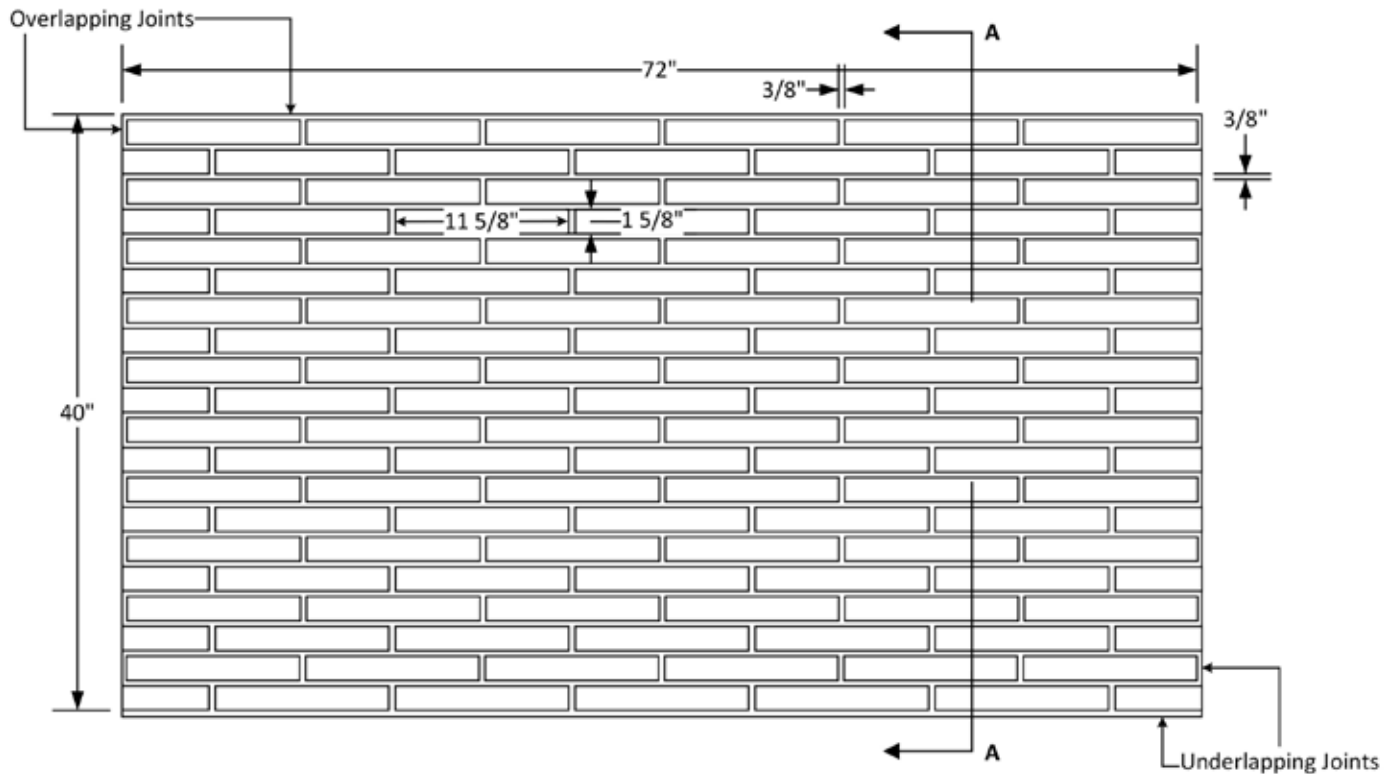 Overlapping Joints
A
72"
3/8"
3/8"
11 5/8"
1 5/8"
40"
A
Underlapping Joints